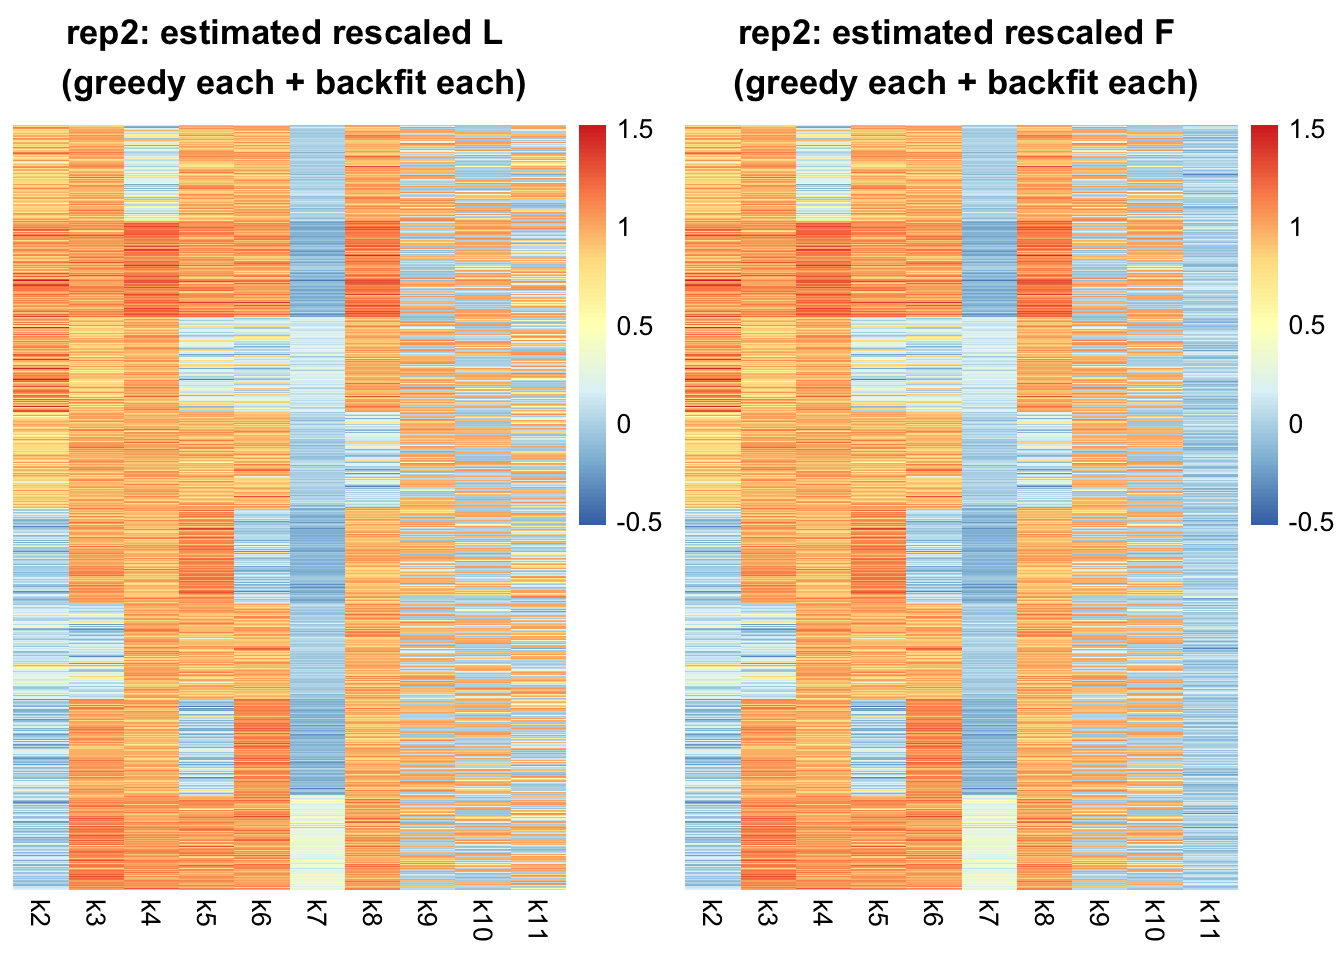 rep2: estimated rescaled L
(greedy each + backfit each)
1.5
1
0.5
0
-0.5
k2
k3
k4
k5
k6
k7
k8
k9
k10
k11
rep2: estimated rescaled F
(greedy each + backfit each)
1.5
1
0.5
0
-0.5
k2
k3
k4
k5
k6
k7
k8
k9
k10
k11